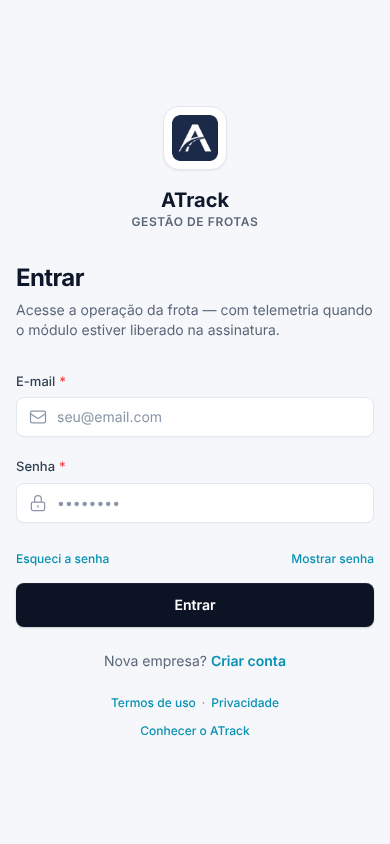 ATrack
GESTÃO DE FROTAS
Entrar
Acesse a operação da frota — com telemetria quando
o módulo estiver liberado na assinatura.
E-mail *
seu@email.com
Senha *
••••••••
Esqueci a senha
Mostrar senha
Entrar
Nova empresa? Criar conta
Termos de uso · Privacidade
Conhecer o ATrack